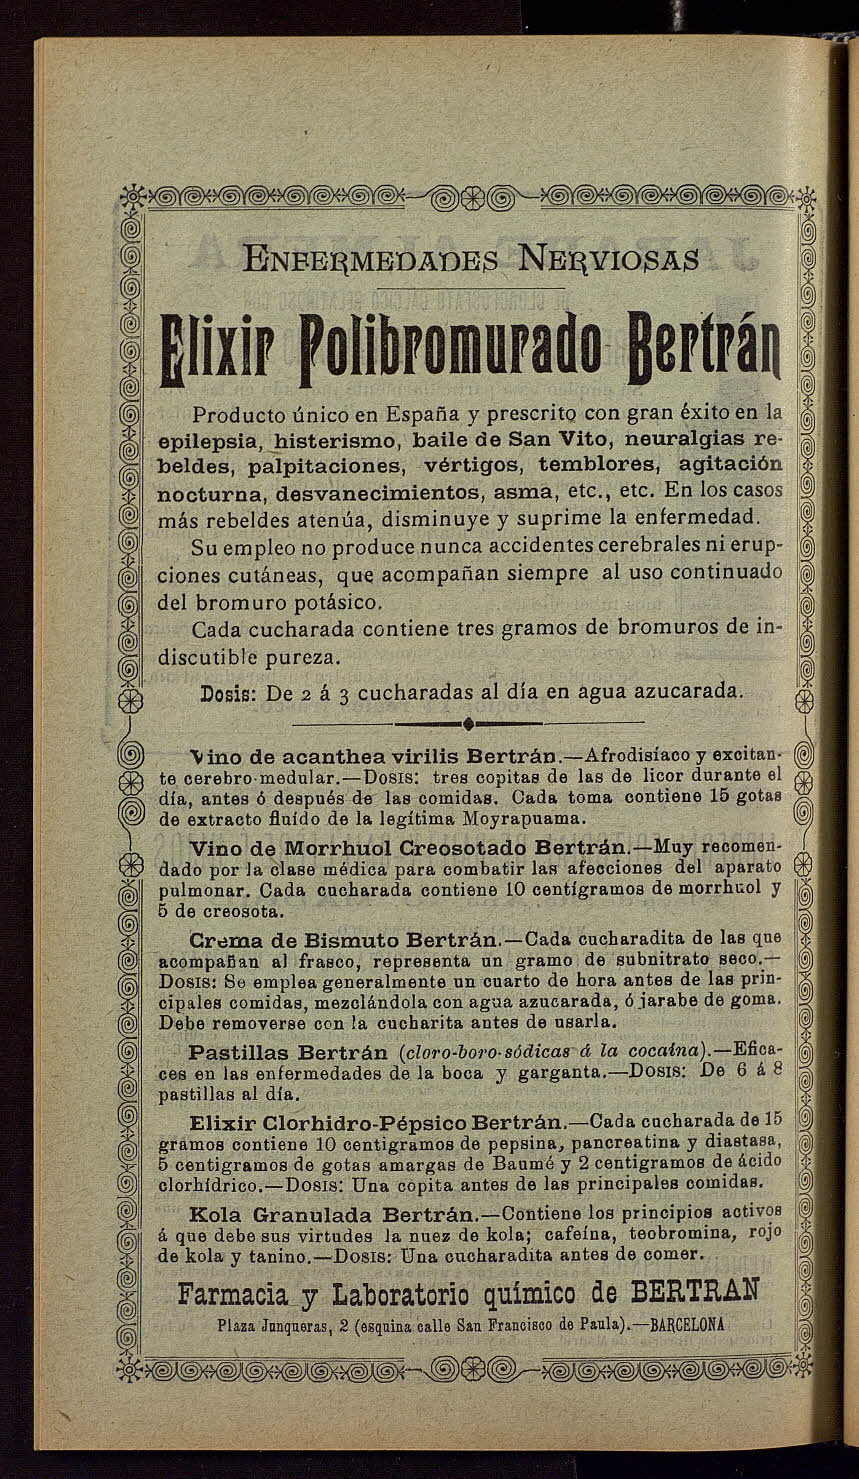 ENFERMEDADES NERVIOSAS
Elixir Polibromurado Bertrán
Producto único en España y prescrito con gran éxito en la
epilepsia, histerismo, baile de San Vito, neuralgias re-
beldes, palpitaciones, vértigos, temblores, agitación
nocturna, desvanecimientos, asma, etc., etc. En los casos
más rebeldes atenúa, disminuye y suprime la enfermedad.
Su empleo no produce nunca accidentes cerebrales ni erup-
ciones cutáneas, que acompañan siempre al uso continuado
del bromuro potásico.
Cada cucharada contiene tres gramos de bromuros de in-
discutible pureza.
Dosis: De 2 á 3 cucharadas al día en agua azucarada.
Vino de acanthea virilis Bertrán.—Afrodisíaco y excitan-
te cerebro-medular.—DOSIS: tres copitas de las de licor durante el
día, antes ó después de las comidas. Cada toma contiene 15 gotas
de extracto fluído de la legítima Moyrapuama.
Vino de Morrhuol Creosotado Bertrán.—Muy recomen-
dado por la clase médica para combatir las afecciones del aparato
pulmonar. Cada cucharada contiene 10 centígramos de morrhuol y
5 de creosota.
Crema de Bismuto Bertrán.—Cada cucharadita de las que
acompañan al frasco, representa un gramo de subnitrato seco.—
DOSIS: Se emplea generalmente un cuarto de hora antes de las prin-
cipales comidas, mezclándola con agua azucarada, ó jarabe de goma.
Debe removerse con la cucharita antes de usarla.
Pastillas Bertrán (cloro-boro-sódicas á la cocaína).—Efica-
ces en las enfermedades de la boca y garganta.—DOSIS: De 6 á 8
pastillas al día.
Elixir Clorhidro-Pépsico Bertrán.—Cada cucharada de 15
gramos contiene 10 centigramos de pepsina, pancreatina y diastasa,
5 centigramos de gotas amargas de Baumé y 2 centigramos de ácido
clorhídrico.—DOSIS: Una copita antes de las principales comidas.
Kola Granulada Bertrán.—Contiene los principios activos
á que debe sus virtudes la nuez de kola; cafeína, teobromina, rojo
de kola y tanino.—DOSIS: Una cucharadita antes de comer.
Farmacia y Laboratorio químico de BERTRAN
Plaza Junqueras, 2 (esquina calle San Francisco de Paula).—BARCELONA